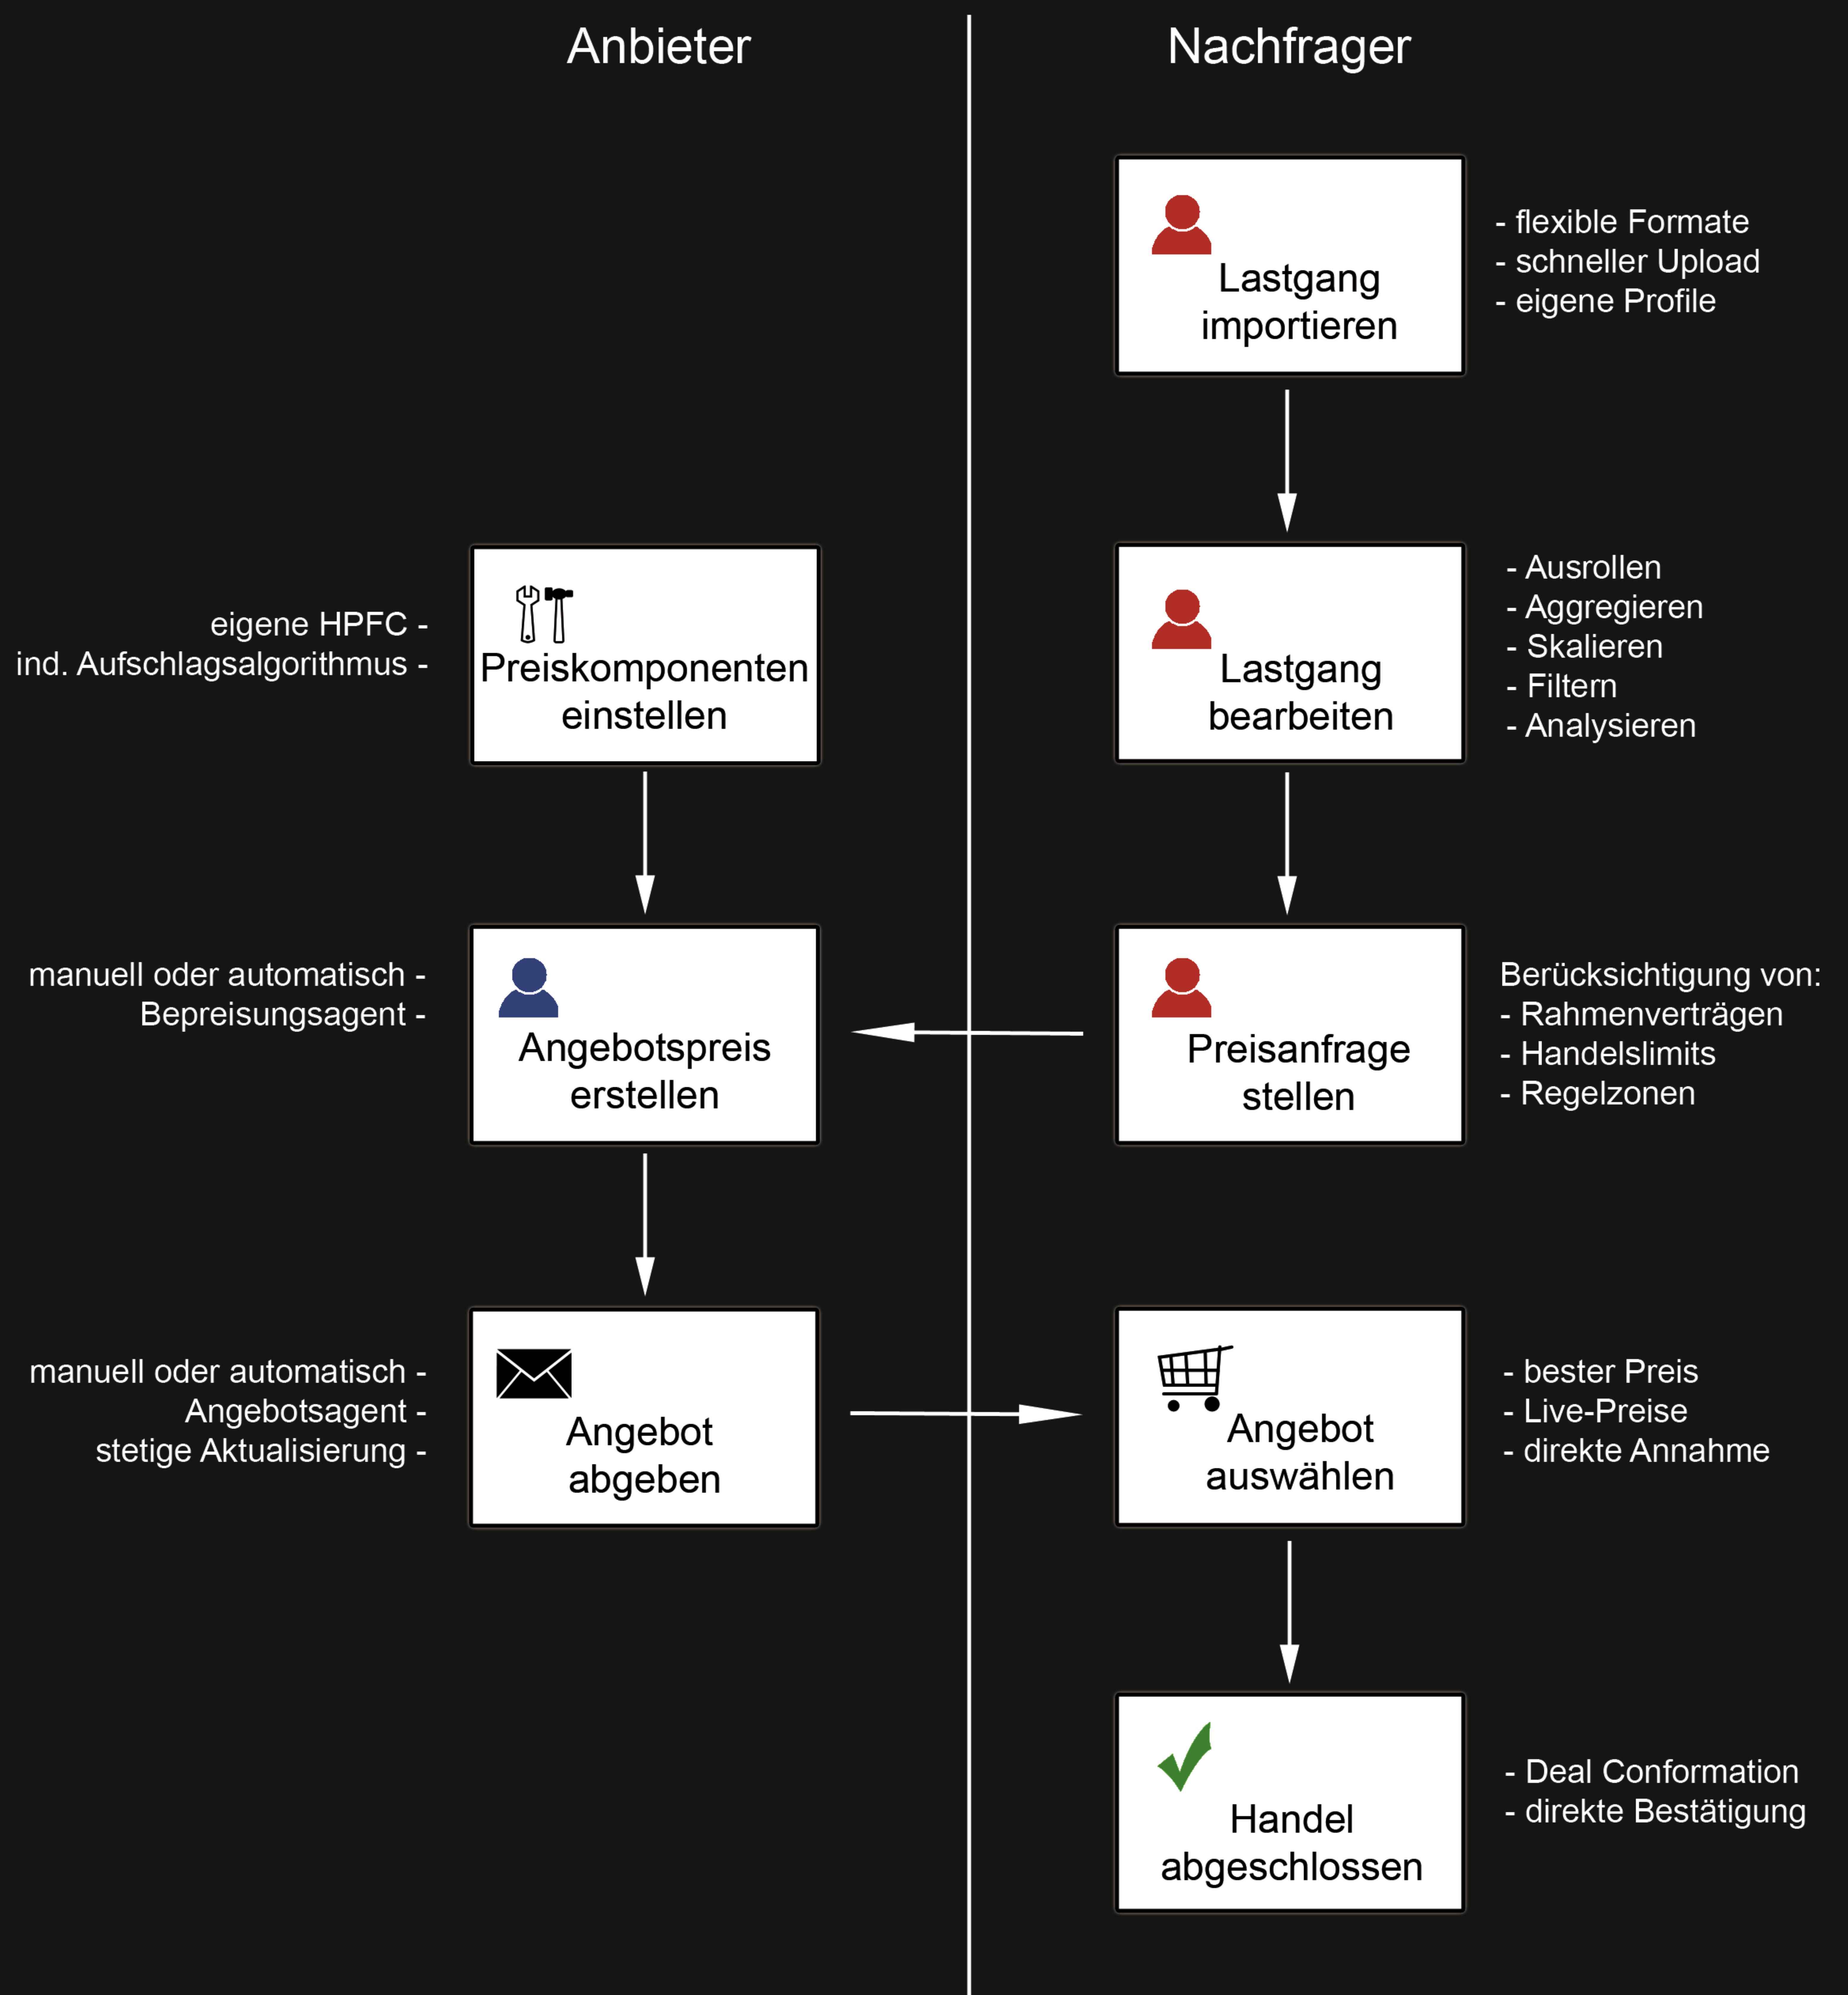 Anbieter
Nachfrager
Lastgang
importieren
- flexible Formate
- schneller Upload
- eigene Profile
eigene HPFC -
ind. Aufschlagsalgorithmus -
Preiskomponenten
einstellen
Lastgang
bearbeiten
- Ausrollen
- Aggregieren
- Skalieren
- Filtern
- Analysieren
manuell oder automatisch -
Bepreisungsagent -
Angebotspreis
erstellen
Preisanfrage
stellen
Berücksichtigung von:
- Rahmenverträgen
- Handelslimits
- Regelzonen
manuell oder automatisch -
Angebotsagent -
stetige Aktualisierung -
Angebot
abgeben
Angebot
auswählen
- bester Preis
- Live-Preise
- direkte Annahme
Handel
abgeschlossen
- Deal Conformation
- direkte Bestätigung